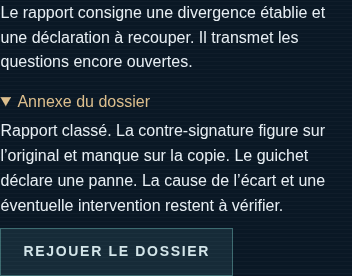 Le rapport consigne une divergence établie et
une déclaration à recouper. Il transmet les
questions encore ouvertes.
▼ Annexe du dossier
Rapport classé. La contre-signature figure sur
l’original et manque sur la copie. Le guichet
déclare une panne. La cause de l’écart et une
éventuelle intervention restent à vérifier.
REJOUER LE DOSSIER